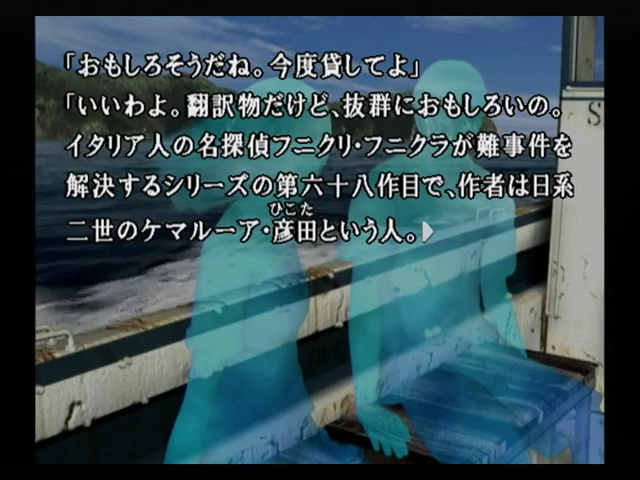 「おもしろそうだね。今度貸してよ」
「いいわよ。翻訳物だけど、抜群におもしろいの。
イタリア人の名探偵フニクリ・フニクラが難事件を
解決するシリーズの第六十八作目で、作者は日系
ひこた
二世のケマルーア・彦田という人。
S